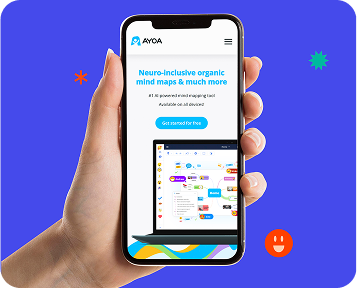 AYOA
Neuro-inclusive organic
mind maps & much more
#1 AI powered mind mapping tool
Available on all devices!
Get started for free